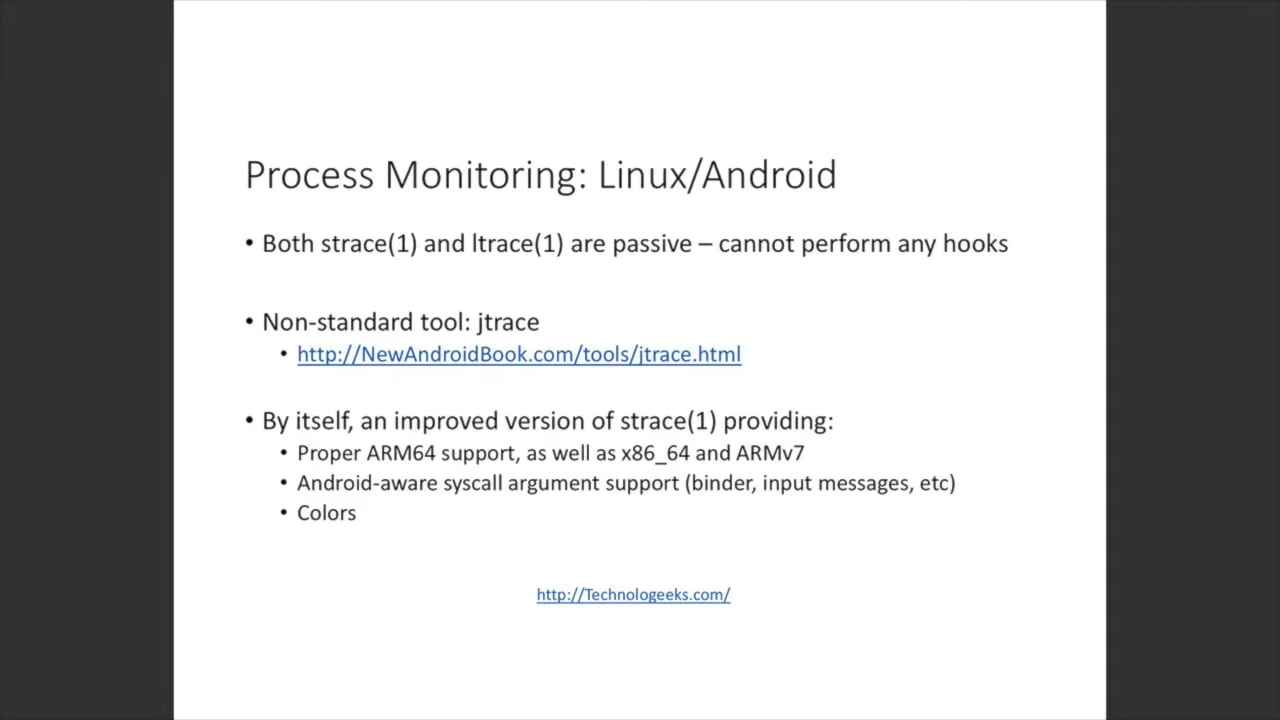 Process Monitoring: Linux/Android
• Both strace(1) and ltrace(1) are passive – cannot perform any hooks
• Non-standard tool: jtrace
• http://NewAndroidBook.com/tools/jtrace.html
• By itself, an improved version of strace(1) providing:
• Proper ARM64 support, as well as x86_64 and ARMv7
• Android-aware syscall argument support (binder, input messages, etc)
• Colors
http://Technologeeks.com/